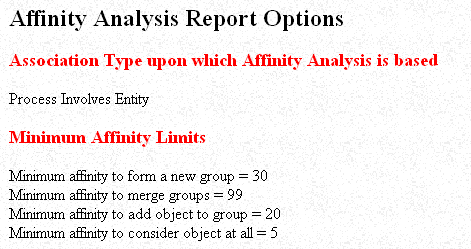 Affinity Analysis Report Options
Association Type upon which Affinity Analysis is based
Process Involves Entity
Minimum Affinity Limits
Minimum affinity to form a new group = 30
Minimum affinity to merge groups = 99
Minimum affinity to add object to group = 20
Minimum affinity to consider object at all = 5